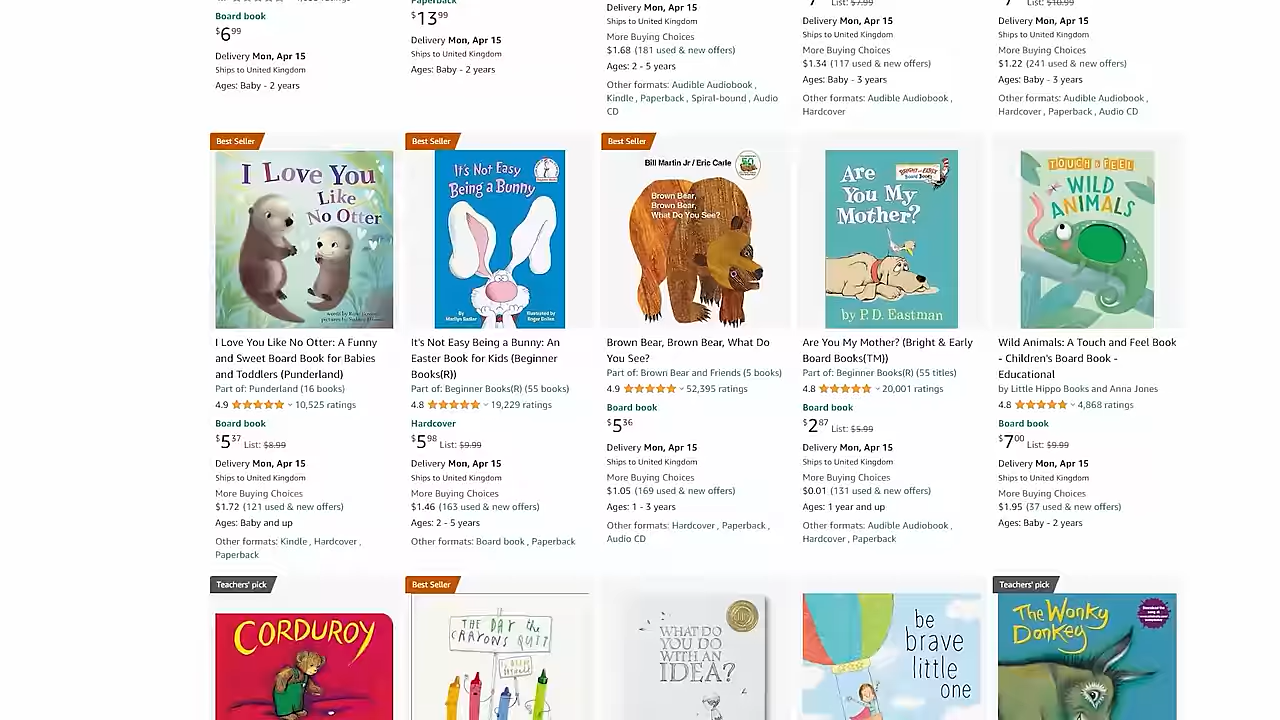 Board book
$6.99
Delivery Mon, Apr 15
Ships to United Kingdom
Ages: Baby - 2 years
Paperback
$13.99
Delivery Mon, Apr 15
Ships to United Kingdom
Ages: Baby - 2 years
Delivery Mon, Apr 15
Ships to United Kingdom
More Buying Choices
$1.68 (181 used & new offers)
Ages: 2 - 5 years
Other formats: Audible Audiobook ,
Kindle , Paperback , Spiral-bound , Audio
CD
List: $7.99
Delivery Mon, Apr 15
Ships to United Kingdom
More Buying Choices
$1.34 (117 used & new offers)
Ages: Baby - 3 years
Other formats: Audible Audiobook ,
Hardcover
List: $10.99
Delivery Mon, Apr 15
Ships to United Kingdom
More Buying Choices
$1.22 (241 used & new offers)
Ages: Baby - 3 years
Other formats: Audible Audiobook ,
Hardcover , Paperback , Audio CD
Best Seller
I Love You
Like
No Otter
I Love You Like No Otter: A Funny
and Sweet Board Book for Babies
and Toddlers (Punderland)
Part of: Punderland (16 books)
4.9 10,525 ratings
Board book
$5.37 List: $8.99
Delivery Mon, Apr 15
Ships to United Kingdom
More Buying Choices
$1.72 (121 used & new offers)
Ages: Baby and up
Other formats: Kindle , Hardcover ,
Paperback
Best Seller
It's Not Easy
Being a Bunny
By
Marilyn Sadler
Illustrated by
Roger Bollen
It's Not Easy Being a Bunny: An
Easter Book for Kids (Beginner
Books(R))
Part of: Beginner Books(R) (55 books)
4.8 19,229 ratings
Hardcover
$5.98 List: $9.99
Delivery Mon, Apr 15
Ships to United Kingdom
More Buying Choices
$1.46 (163 used & new offers)
Ages: 2 - 5 years
Other formats: Board book , Paperback
Best Seller
Bill Martin Jr / Eric Carle
Brown Bear,
Brown Bear,
What Do You See?
Brown Bear, Brown Bear, What Do
You See?
Part of: Brown Bear and Friends (5 books)
4.9 52,395 ratings
Board book
$5.36
Delivery Mon, Apr 15
Ships to United Kingdom
More Buying Choices
$1.05 (169 used & new offers)
Ages: 1 - 3 years
Other formats: Hardcover , Paperback ,
Audio CD
Are
You My
Mother?
by P.D. Eastman
Are You My Mother? (Bright & Early
Board Books(TM))
Part of: Beginner Books(R) (55 titles)
4.8 20,001 ratings
Board book
$2.87 List: $5.99
Delivery Mon, Apr 15
Ships to United Kingdom
More Buying Choices
$0.01 (131 used & new offers)
Ages: 1 year and up
Other formats: Audible Audiobook ,
Hardcover , Paperback
TOUCH & FEEL
WILD
ANIMALS
Wild Animals: A Touch and Feel Book
- Children's Board Book -
Educational
by Little Hippo Books and Anna Jones
4.8 4,868 ratings
Board book
$7.00 List: $9.99
Delivery Mon, Apr 15
Ships to United Kingdom
More Buying Choices
$1.95 (37 used & new offers)
Ages: Baby - 2 years
Teachers' pick
CORDUROY
Best Seller
THE DAY the
CRAYONS QUIT
WHAT DO
YOU DO
WITH AN
IDEA?
be
brave
little
one
Teachers' pick
The Wonky
Donkey